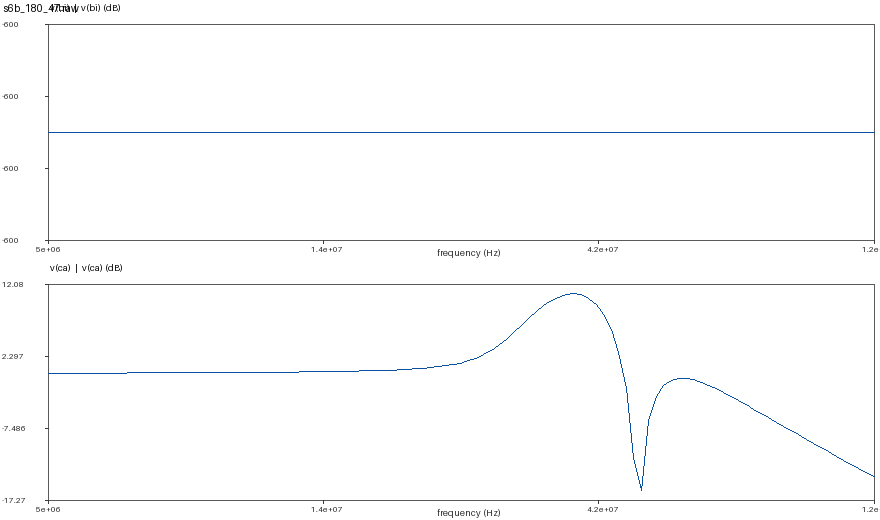 s6b_180_47.raw v(bi) | v(bi) (dB)
-600
-600
-600
-600
5e+06 1.4e+07 4.2e+07 1.2e
frequency (Hz)
v(ca) | v(ca) (dB)
12.08
2.297
-7.486
-17.27
5e+06 1.4e+07 4.2e+07 1.2e
frequency (Hz)